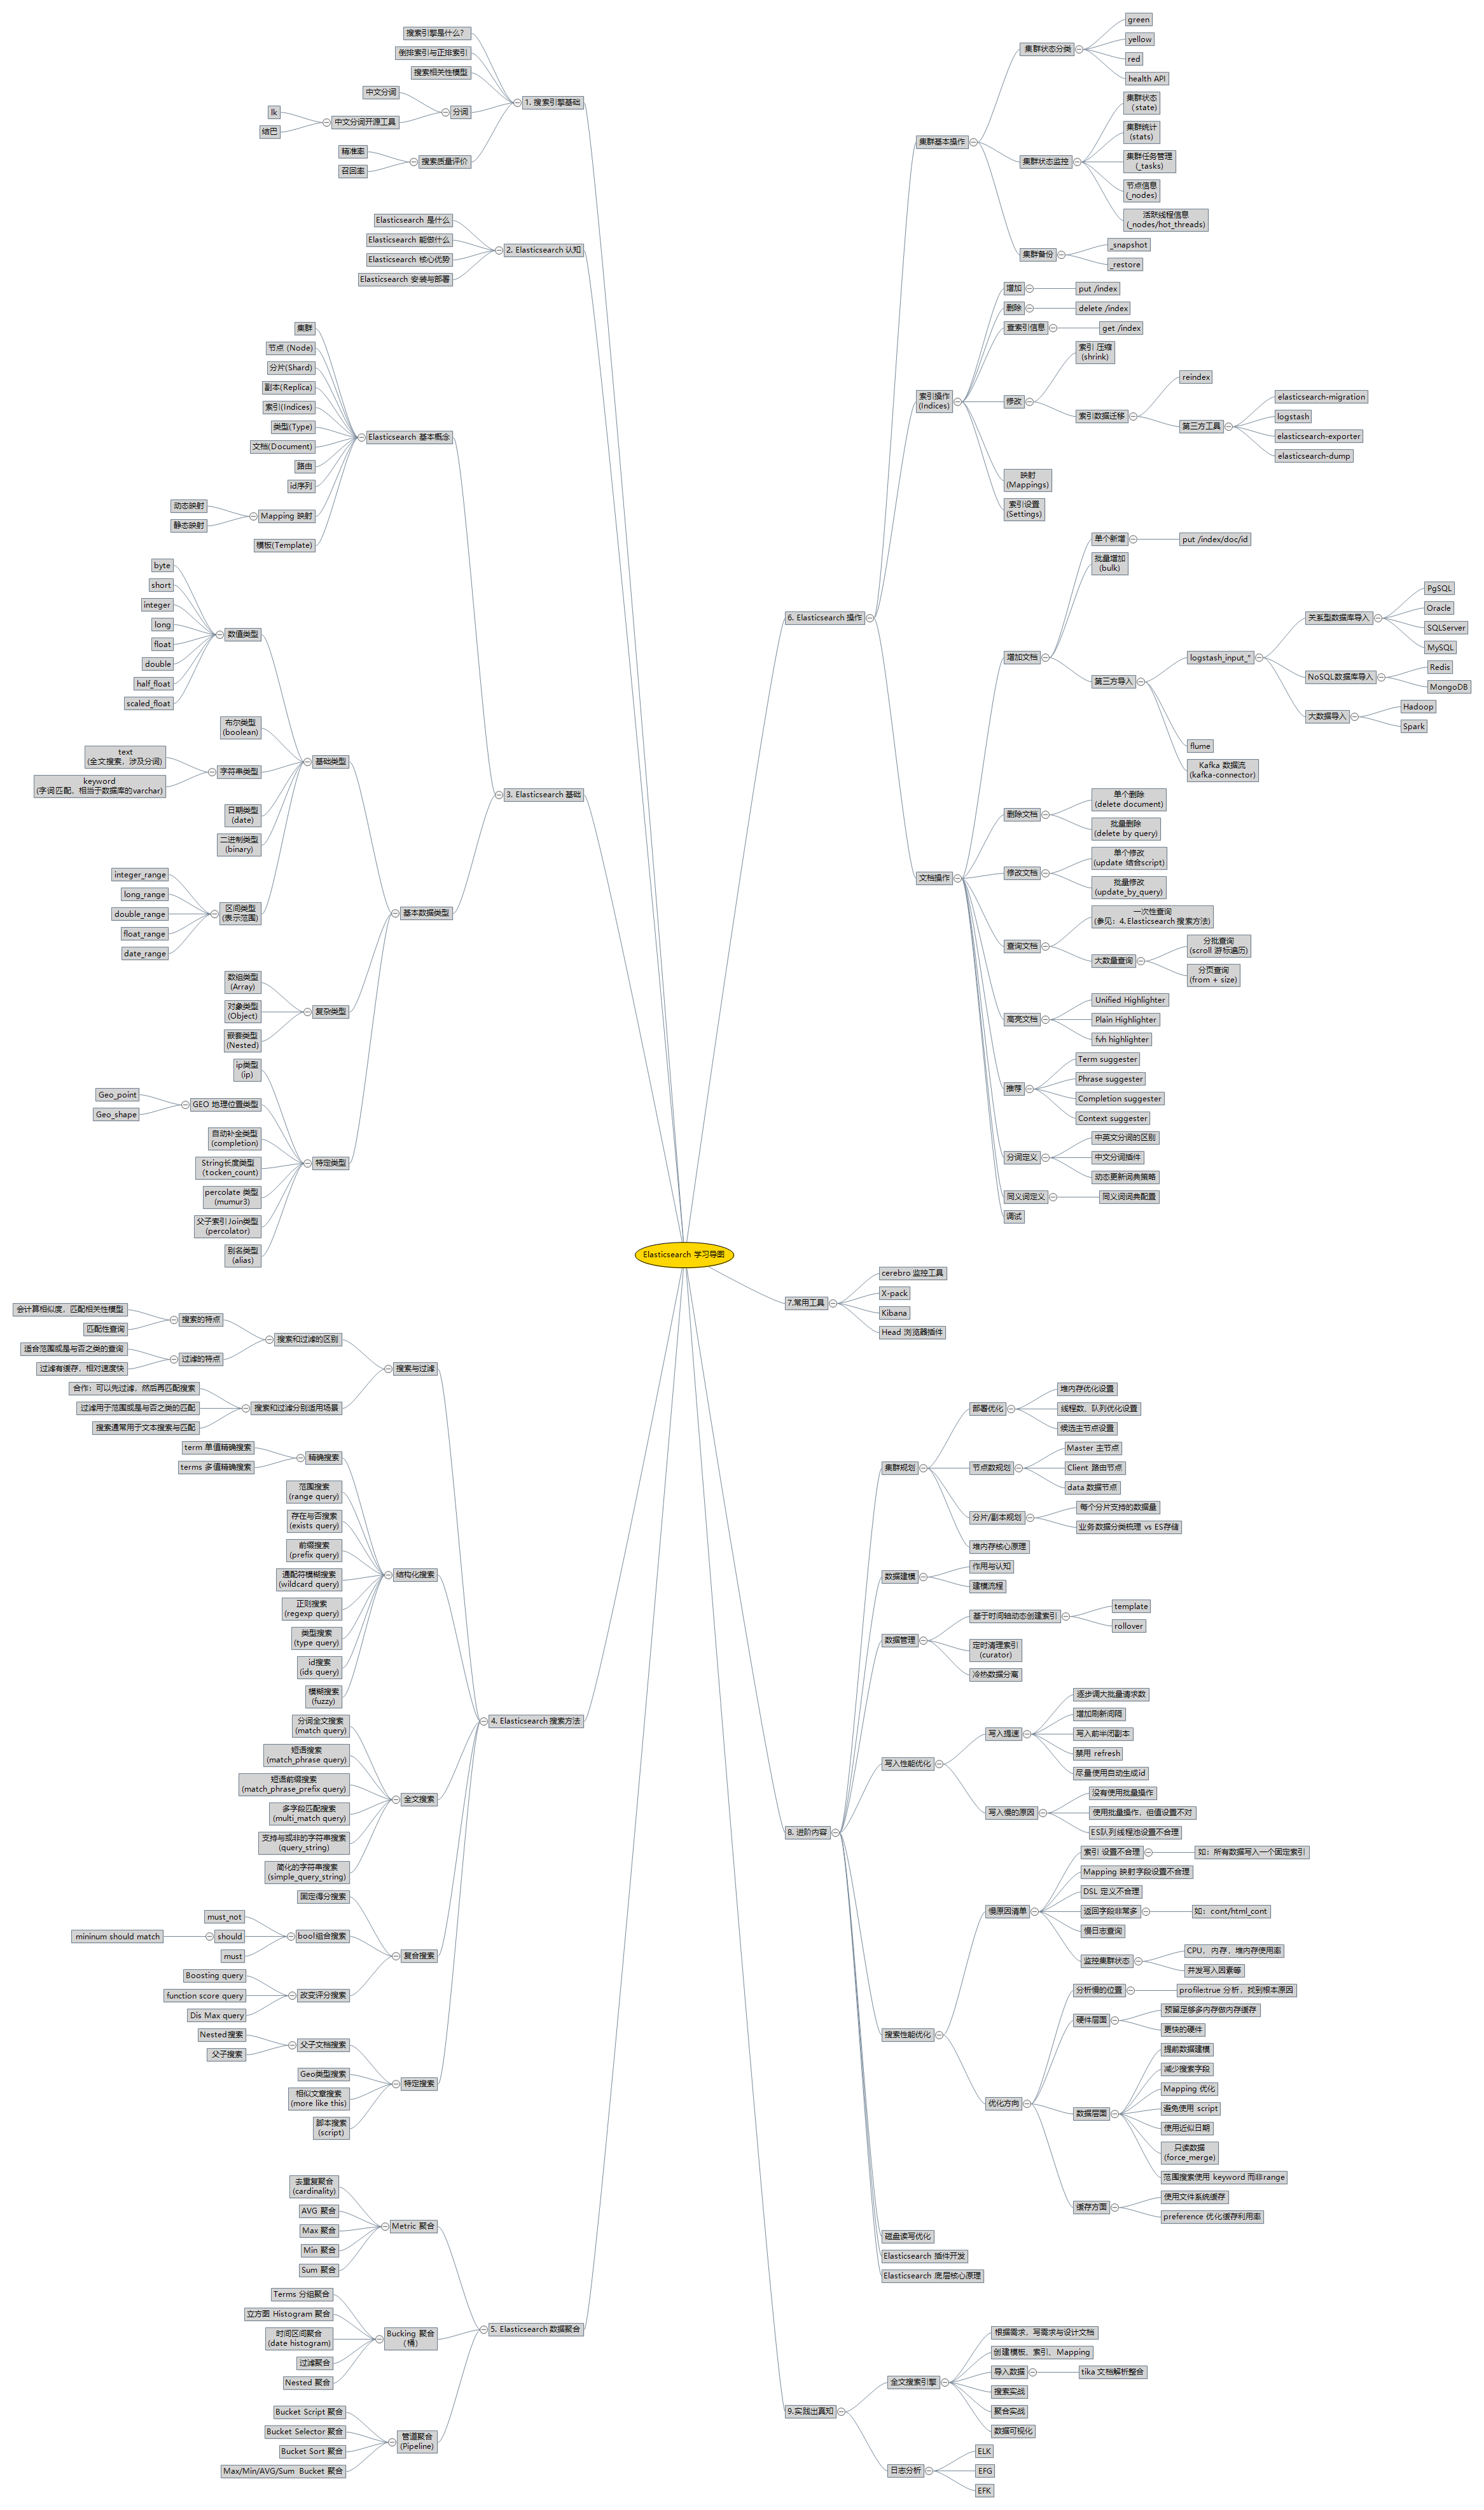 Elasticsearch 学习导图
1. 搜索引擎基础
搜索引擎是什么？
倒排索引与正排索引
搜索相关性模型
分词
中文分词
中文分词开源工具
Ik
结巴
搜索质量评价
精准率
召回率
2. Elasticsearch 认知
Elasticsearch 是什么
Elasticsearch 能做什么
Elasticsearch 核心优势
Elasticsearch 安装与部署
3. Elasticsearch 基础
Elasticsearch 基本概念
集群
节点 (Node)
分片(Shard)
副本(Replica)
索引(Indices)
类型(Type)
文档(Document)
路由
id序列
Mapping 映射
动态映射
静态映射
模板(Template)
基本数据类型
基础类型
数值类型
byte
short
integer
long
float
double
half_float
scaled_float
布尔类型
(boolean)
字符串类型
text
(全文搜索，涉及分词)
keyword
(字词匹配，相当于数据库的varchar)
日期类型
(date)
二进制类型
(binary)
区间类型
(表示范围)
integer_range
long_range
double_range
float_range
date_range
复杂类型
数组类型
(Array)
对象类型
(Object)
嵌套类型
(Nested)
特定类型
ip类型
(ip)
GEO 地理位置类型
Geo_point
Geo_shape
自动补全类型
(completion)
String长度类型
(tocken_count)
percolate 类型
(mumur3)
父子索引Join类型
(percolator)
别名类型
(alias)
4. Elasticsearch 搜索方法
搜索与过滤
搜索和过滤的区别
搜索的特点
会计算相似度，匹配相关性模型
匹配性查询
过滤的特点
适合范围或是与否之类的查询
过滤有缓存，相对速度快
搜索和过滤分别适用场景
合作：可以先过滤，然后再匹配搜索
过滤用于范围或是与否之类的匹配
搜索通常用于文本搜索与匹配
结构化搜索
精确搜索
term 单值精确搜索
terms 多值精确搜索
范围搜索
(range query)
存在与否搜索
(exists query)
前缀搜索
(prefix query)
通配符模糊搜索
(wildcard query)
正则搜索
(regexp query)
类型搜索
(type query)
id搜索
(ids query)
模糊搜索
(fuzzy)
全文搜索
分词全文搜索
(match query)
短语搜索
(match_phrase query)
短语前缀搜索
(match_phrase_prefix query)
多字段匹配搜索
(multi_match query)
支持与或非的字符串搜索
(query_string)
简化的字符串搜索
(simple_query_string)
复合搜索
固定得分搜索
bool组合搜索
must_not
should
mininum should match
must
改变评分搜索
Boosting query
function score query
Dis Max query
特定搜索
父子文档搜索
Nested搜索
父子搜索
Geo类型搜索
相似文章搜索
(more like this)
脚本搜索
(script)
5. Elasticsearch 数据聚合
Metric 聚合
去重复聚合
(cardinality)
AVG 聚合
Max 聚合
Min 聚合
Sum 聚合
Bucking 聚合
(桶)
Terms 分组聚合
立方图 Histogram 聚合
时间区间聚合
(date histogram)
过滤聚合
Nested 聚合
管道聚合
(Pipeline)
Bucket Script 聚合
Bucket Selector 聚合
Bucket Sort 聚合
Max/Min/AVG/Sum Bucket 聚合
6. Elasticsearch 操作
集群基本操作
集群状态分类
green
yellow
red
health API
集群状态监控
集群状态
(state)
集群统计
(stats)
集群任务管理
(_tasks)
节点信息
(_nodes)
活跃线程信息
(_nodes/hot_threads)
集群备份
_snapshot
_restore
索引操作
(Indices)
增加
put /index
删除
delete /index
查索引信息
get /index
修改
索引 压缩
(shrink)
索引数据迁移
reindex
第三方工具
elasticsearch-migration
logstash
elasticsearch-exporter
elasticsearch-dump
映射
(Mappings)
索引设置
(Settings)
文档操作
增加文档
单个新增
put /index/doc/id
批量增加
(bulk)
第三方导入
logstash_input_*
关系型数据库导入
PgSQL
Oracle
SQLServer
MySQL
NoSQL数据库导入
Redis
MongoDB
大数据导入
Hadoop
Spark
flume
Kafka 数据流
(kafka-connector)
删除文档
单个删除
(delete document)
批量删除
(delete by query)
修改文档
单个修改
(update 结合script)
批量修改
(update_by_query)
查询文档
一次性查询
(参见：4.Elasticsearch 搜索方法)
大数量查询
分批查询
(scroll 游标遍历)
分页查询
(from + size)
高亮文档
Unified Highlighter
Plain Highlighter
fvh highlighter
推荐
Term suggester
Phrase suggester
Completion suggester
Context suggester
分词定义
中英文分词的区别
中文分词插件
动态更新词典策略
同义词定义
同义词词典配置
调试
7.常用工具
cerebro 监控工具
X-pack
Kibana
Head 浏览器插件
8. 进阶内容
集群规划
部署优化
堆内存优化设置
线程数、队列优化设置
候选主节点设置
节点数规划
Master 主节点
Client 路由节点
data 数据节点
分片/副本规划
每个分片支持的数据量
业务数据分类梳理 vs ES存储
堆内存核心原理
数据建模
作用与认知
建模流程
数据管理
基于时间轴动态创建索引
template
rollover
定时清理索引
(curator)
冷热数据分离
写入性能优化
写入提速
逐步调大批量请求数
增加刷新间隔
写入前半闭副本
禁用 refresh
尽量使用自动生成id
写入慢的原因
没有使用批量操作
使用批量操作，但值设置不对
ES队列线程池设置不合理
搜索性能优化
慢原因清单
索引 设置不合理
如：所有数据写入一个固定索引
Mapping 映射字段设置不合理
DSL 定义不合理
返回字段非常多
如：cont/html_cont
慢日志查询
监控集群状态
CPU，内存，堆内存使用率
并发写入因素等
优化方向
分析慢的位置
profile:true 分析，找到根本原因
硬件层面
预留足够多内存做内存缓存
更快的硬件
数据层面
提前数据建模
减少搜索字段
Mapping 优化
避免使用 script
使用近似日期
只读数据
(force_merge)
范围搜索使用 keyword 而非range
缓存方面
使用文件系统缓存
preference 优化缓存利用率
磁盘读写优化
Elasticsearch 插件开发
Elasticsearch 底层核心原理
9.实践出真知
全文搜索引擎
根据需求，写需求与设计文档
创建模板、索引、Mapping
导入数据
tika 文档解析整合
搜索实战
聚合实战
数据可视化
日志分析
ELK
EFG
EFK